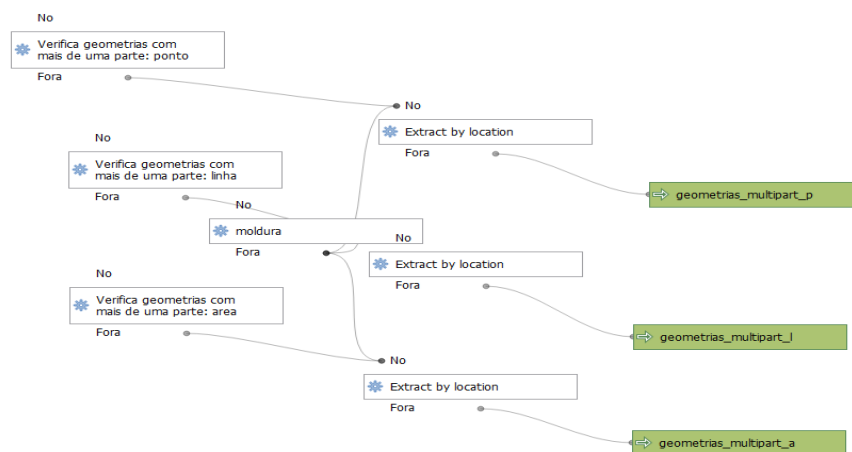 No
Verifica geometrias com
mais de uma parte: ponto
Fora
No
Extract by location
Fora
geometrias_multipart_p
No
Verifica geometrias com
mais de uma parte: linha
Fora
No
moldura
Fora
No
Extract by location
Fora
geometrias_multipart_l
No
Verifica geometrias com
mais de uma parte: area
Fora
No
Extract by location
Fora
geometrias_multipart_a